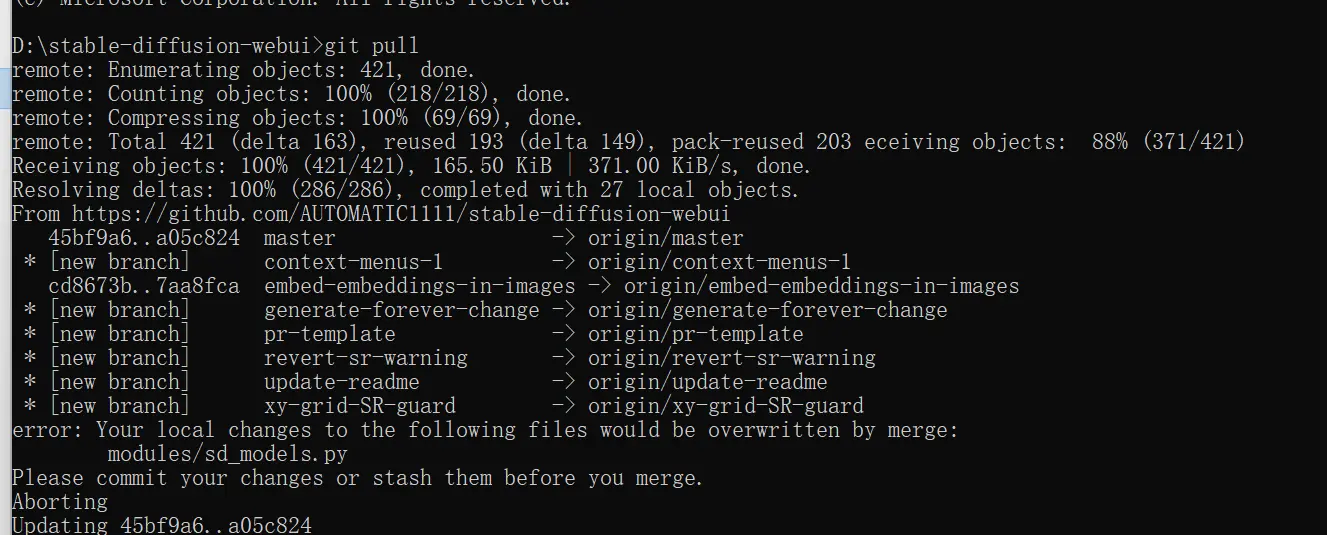 (c) Microsoft Corporation. All rights reserved.
D:\stable-diffusion-webui>git pull
remote: Enumerating objects: 421, done.
remote: Counting objects: 100% (218/218), done.
remote: Compressing objects: 100% (69/69), done.
remote: Total 421 (delta 163), reused 193 (delta 149), pack-reused 203 eceiving objects:  88% (371/421)
Receiving objects: 100% (421/421), 165.50 KiB | 371.00 KiB/s, done.
Resolving deltas: 100% (286/286), completed with 27 local objects.
From https://github.com/AUTOMATIC1111/stable-diffusion-webui
   45bf9a6..a05c824  master                  -> origin/master
 * [new branch]      context-menus-1         -> origin/context-menus-1
   cd8673b..7aa8fca  embed-embeddings-in-images -> origin/embed-embeddings-in-images
 * [new branch]      generate-forever-change -> origin/generate-forever-change
 * [new branch]      pr-template             -> origin/pr-template
 * [new branch]      revert-sr-warning       -> origin/revert-sr-warning
 * [new branch]      update-readme           -> origin/update-readme
 * [new branch]      xy-grid-SR-guard        -> origin/xy-grid-SR-guard
error: Your local changes to the following files would be overwritten by merge:
        modules/sd_models.py
Please commit your changes or stash them before you merge.
Aborting
Updating 45bf9a6..a05c824